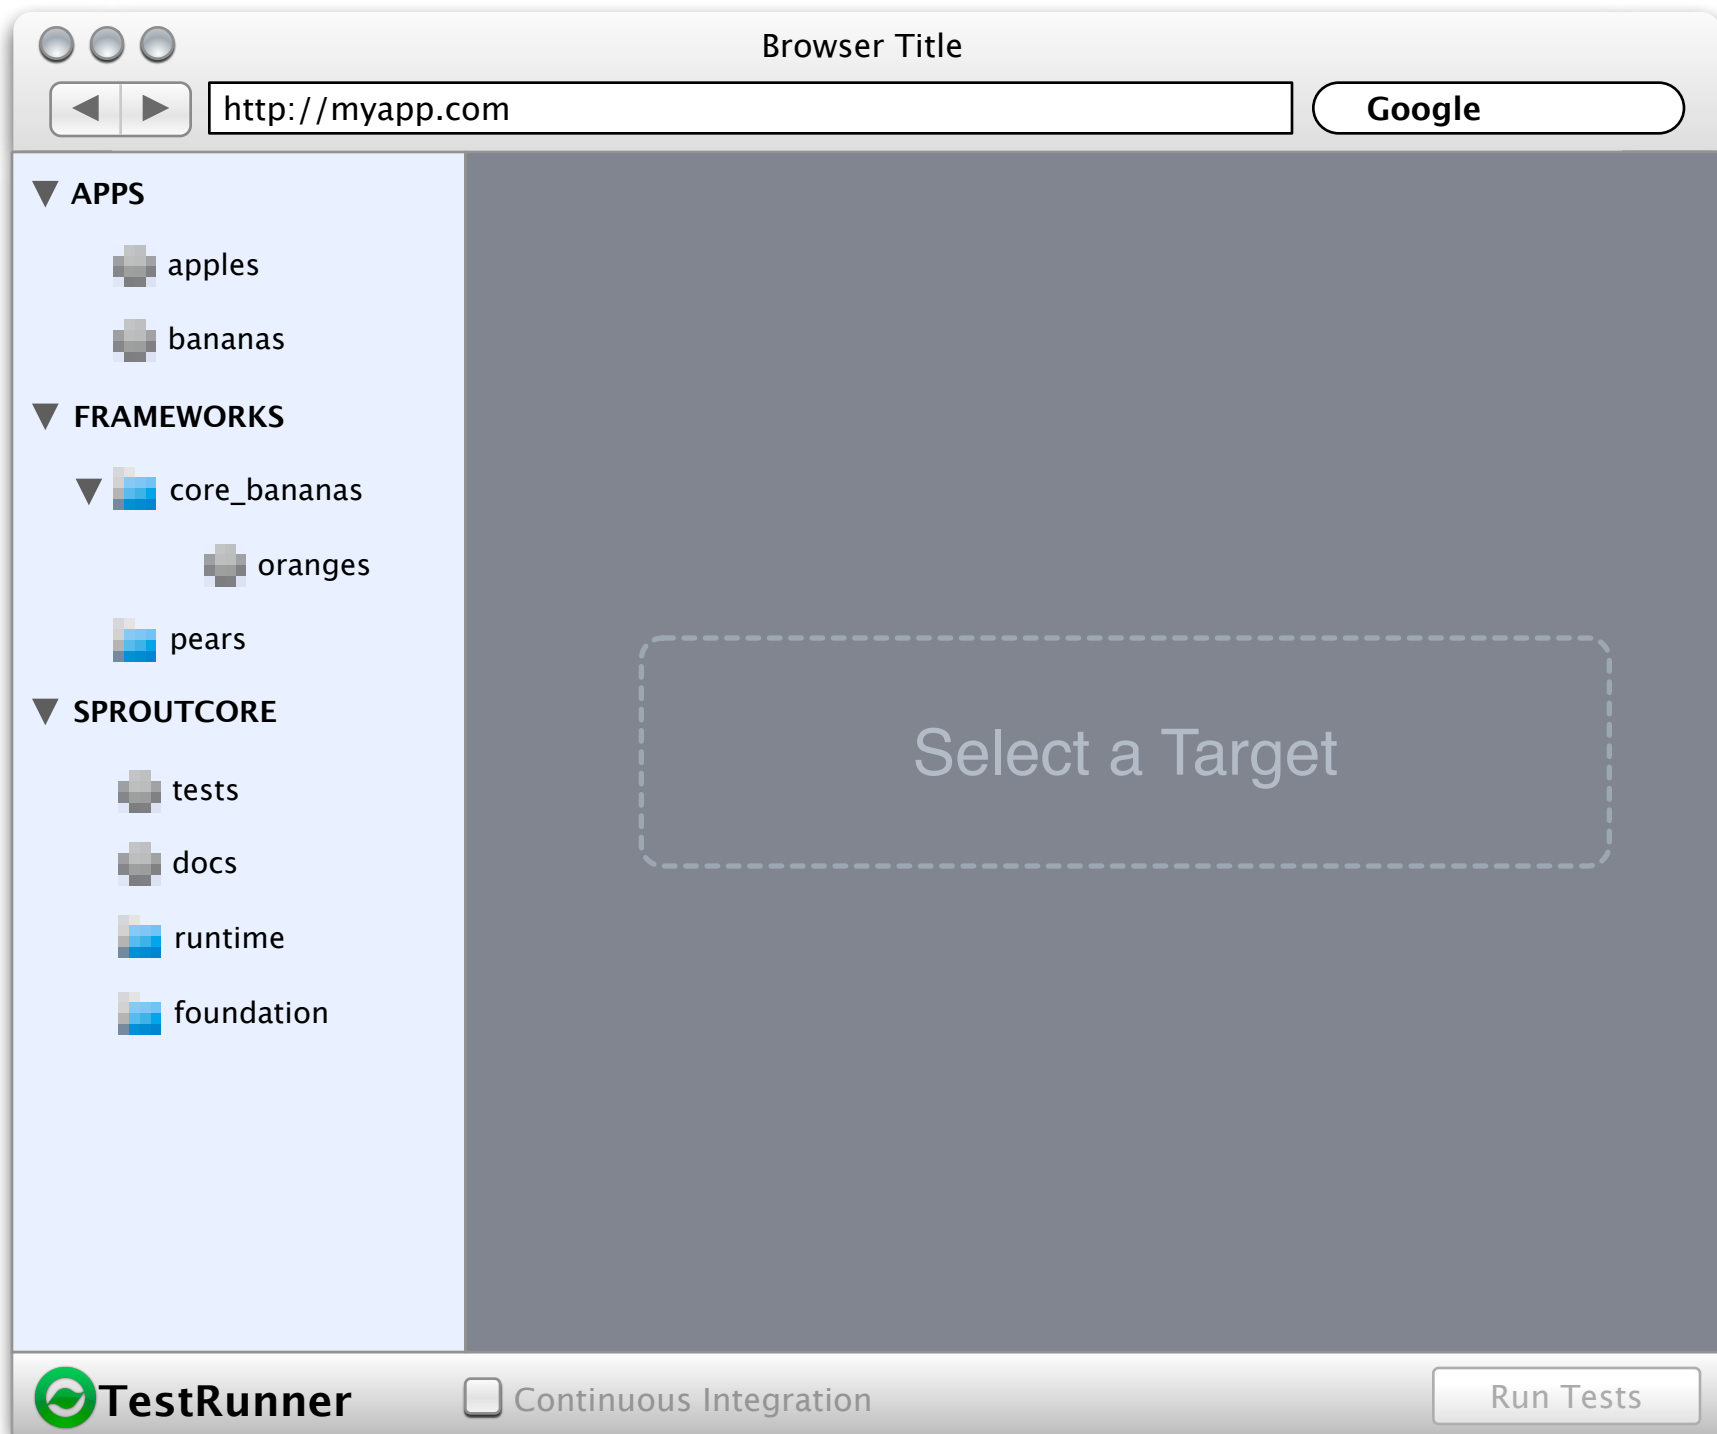 Browser Title
http://myapp.com
Google
APPS
apples
bananas
FRAMEWORKS
core_bananas
oranges
pears
SPROUTCORE
tests
docs
runtime
foundation
Select a Target
TestRunner
Continuous Integration
Run Tests